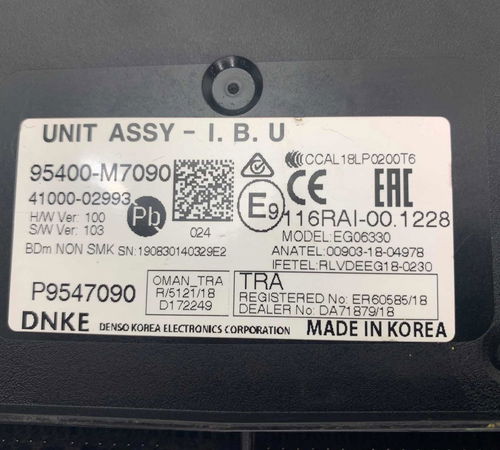 UNIT ASSY - I. B. U
95400-M7090
41000-02993
H/W Ver: 100
S/W Ver: 103
Pb
024
BDm NON SMK SN:190830140329E2
CCAL18LP0200T6
CE
EAC
E9
116RAI-00.1228
MODEL:EG06330
ANATEL:00903-18-04978
IFETEL:RLVDEEG18-0230
P9547090
OMAN_TRA
R/5121/18
D172249
TRA
REGISTERED No: ER60585/18
DEALER No: DA71879/18
DNKE DENSO KOREA ELECTRONICS CORPORATION
MADE IN KOREA